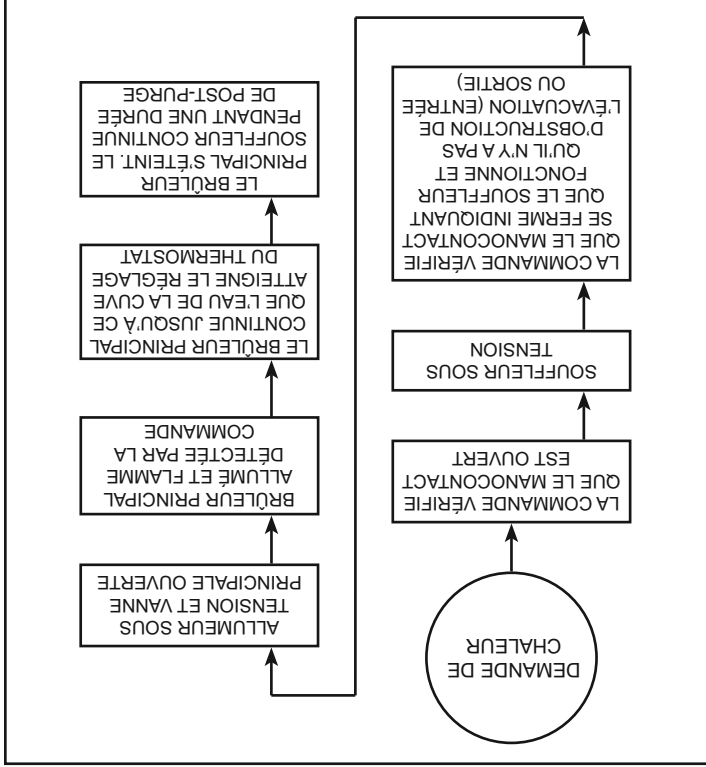 DEMANDE DE
CHALEUR
LA COMMANDE VÉRIFIE
QUE LE MANOCONTACT
EST OUVERT
SOUFFLEUR SOUS
TENSION
LA COMMANDE VÉRIFIE
QUE LE MANOCONTACT
SE FERME INDIQUANT
QUE LE SOUFFLEUR
FONCTIONNE ET
QU'IL N'Y A PAS
D'OBSTRUCTION DE
L'ÉVACUATION (ENTRÉE
OU SORTIE)
ALLUMEUR SOUS
TENSION ET VANNE
PRINCIPALE OUVERTE
BRÛLEUR PRINCIPAL
ALLUMÉ ET FLAMME
DÉTECTÉE PAR LA
COMMANDE
LE BRÛLEUR PRINCIPAL
CONTINUE JUSQU'À CE
QUE L'EAU DE LA CUVE
ATTEIGNE LE RÉGLAGE
DU THERMOSTAT
LE BRÛLEUR
PRINCIPAL S'ÉTEINT. LE
SOUFFLEUR CONTINUE
PENDANT UNE DURÉE
DE POST-PURGE